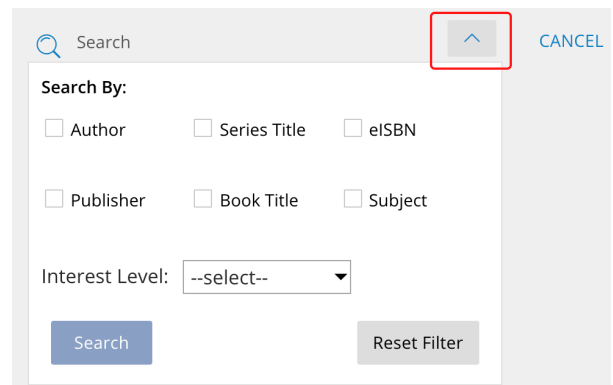 Search CANCEL
Search By:
Author Series Title eISBN
Publisher Book Title Subject
Interest Level: --select--
Search Reset Filter